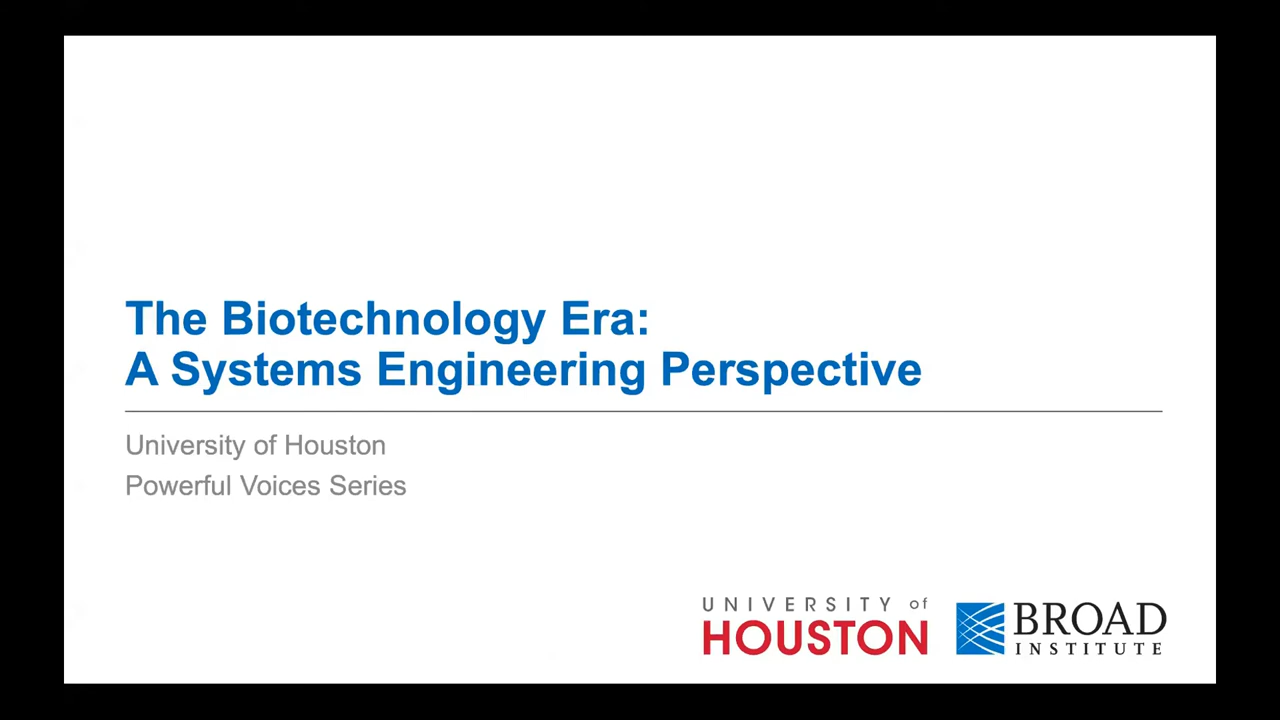 The Biotechnology Era:
A Systems Engineering Perspective
University of Houston
Powerful Voices Series
UNIVERSITY of
HOUSTON
BROAD
INSTITUTE